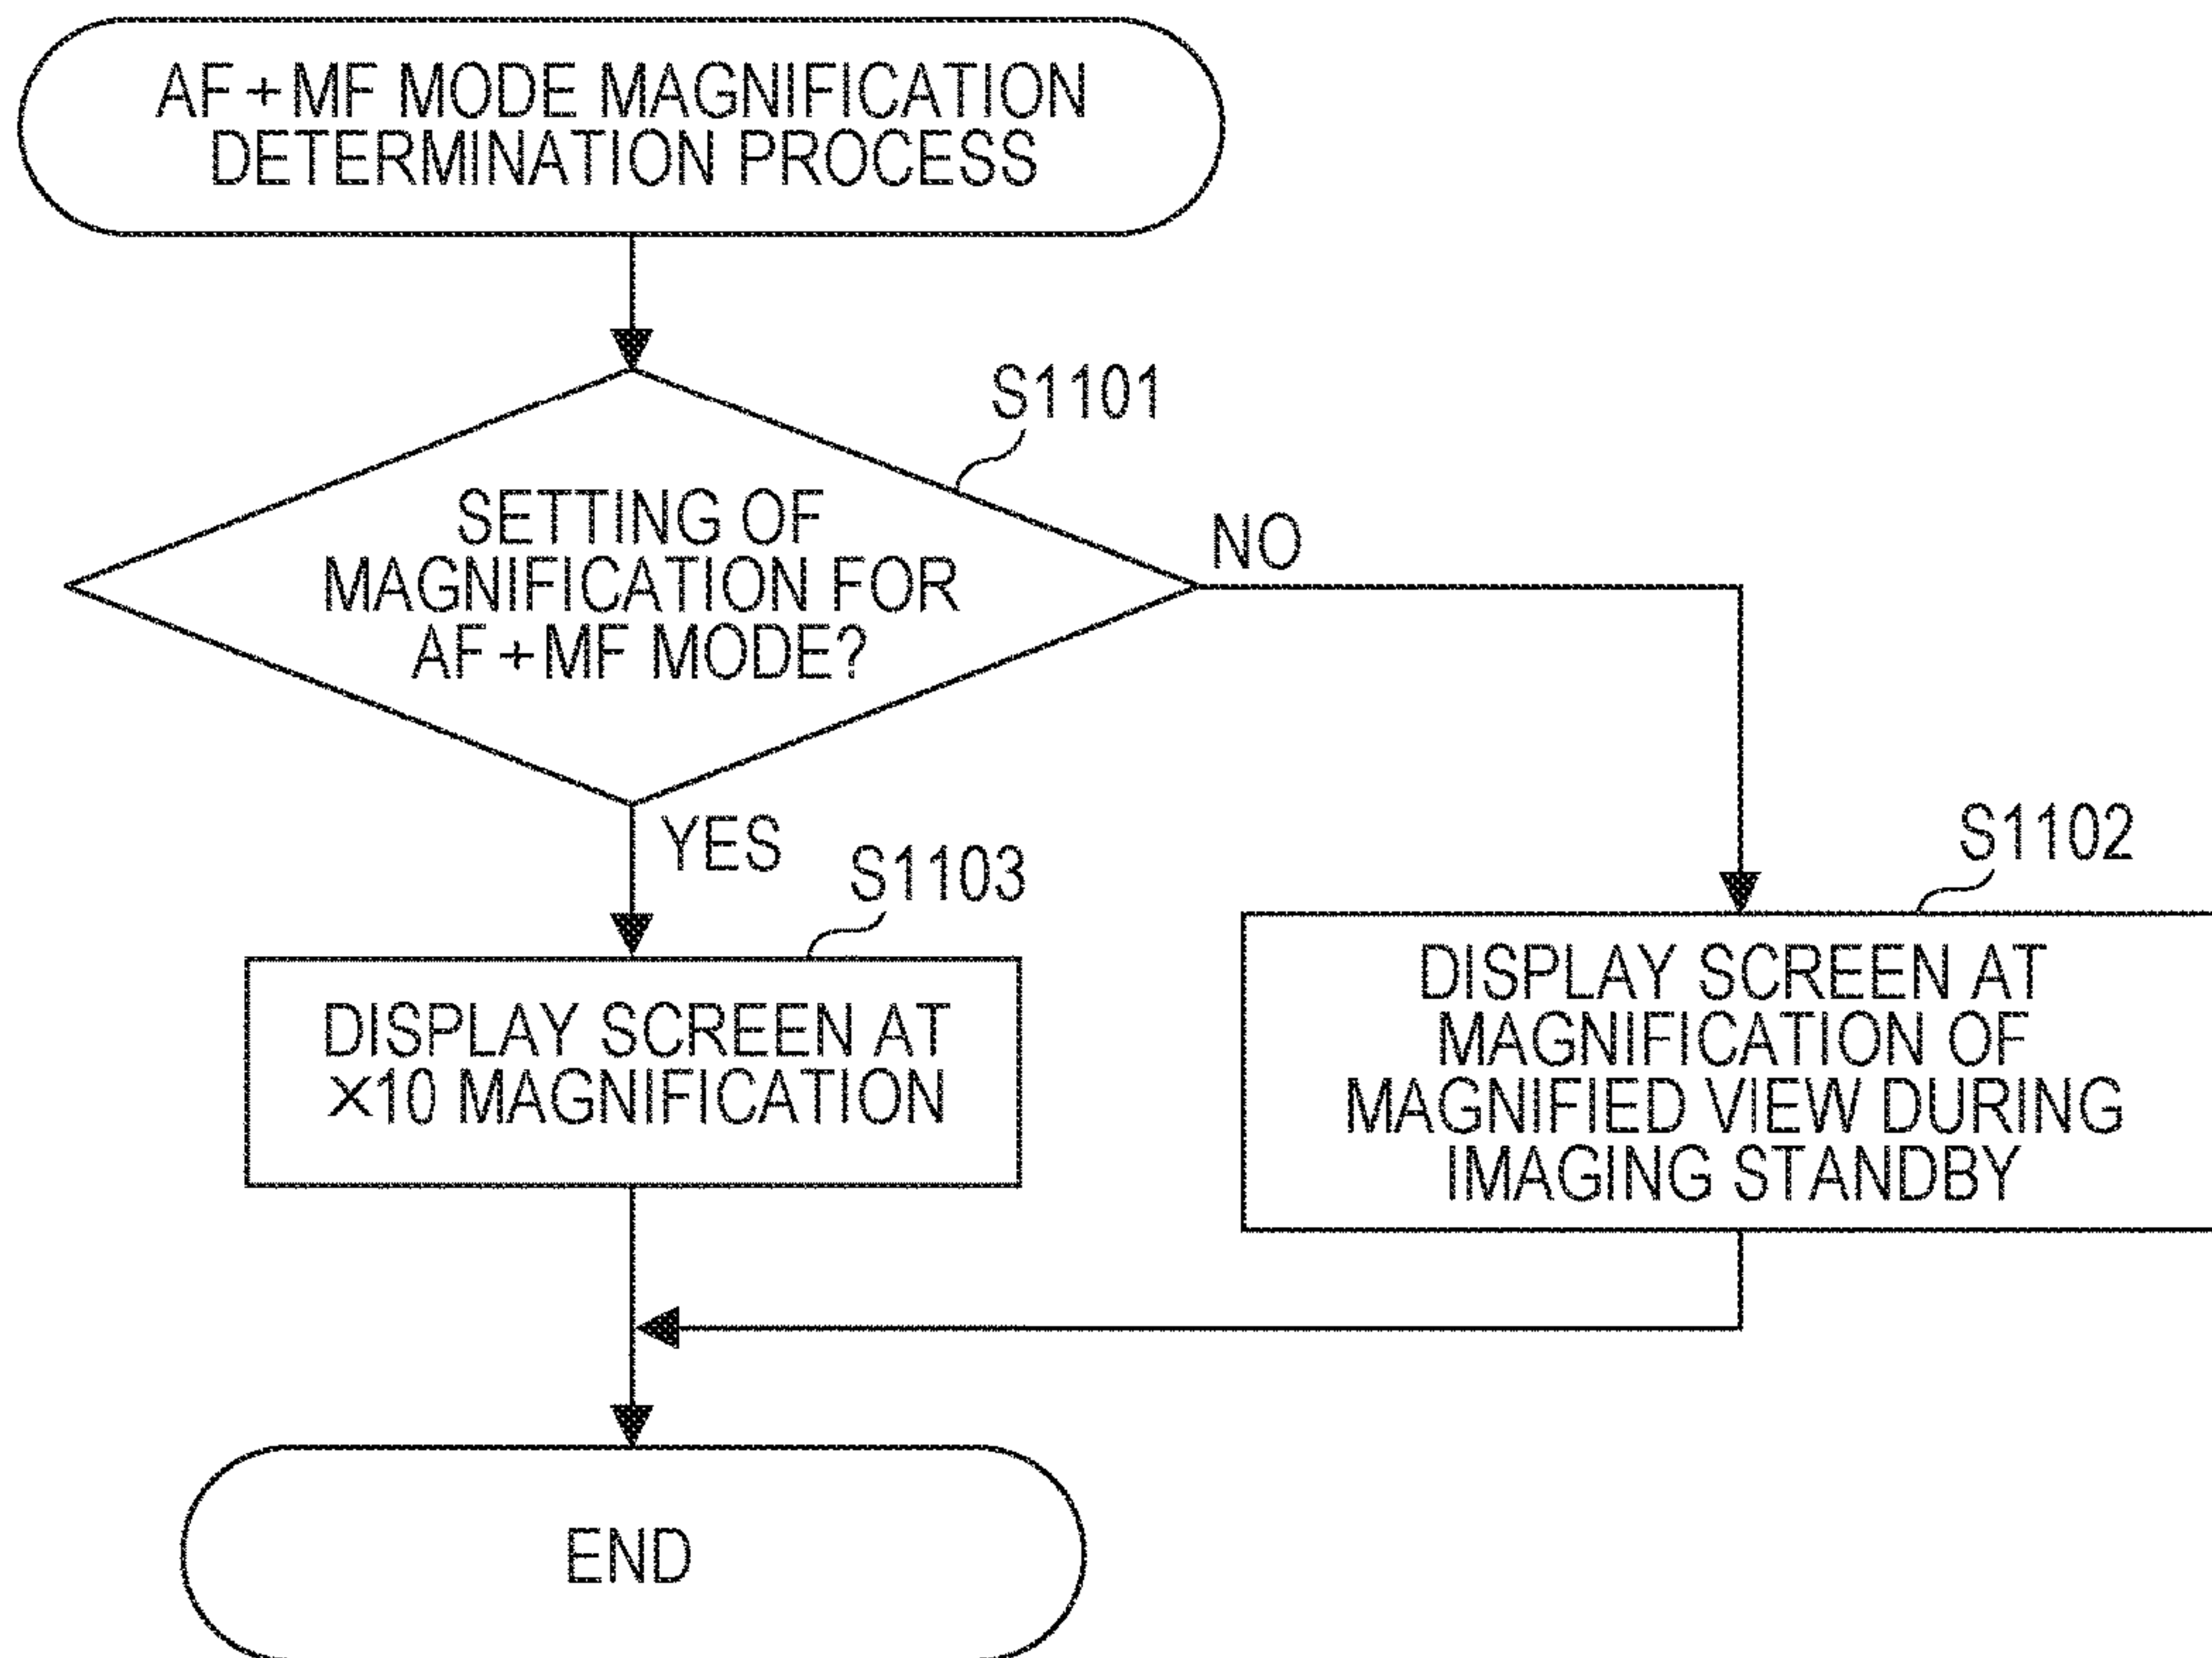 AF+MF MODE MAGNIFICATION
DETERMINATION PROCESS
S1101
SETTING OF
MAGNIFICATION FOR
AF+MF MODE?
NO
YES
S1103
S1102
DISPLAY SCREEN AT
×10 MAGNIFICATION
DISPLAY SCREEN AT
MAGNIFICATION OF
MAGNIFIED VIEW DURING
IMAGING STANDBY
END